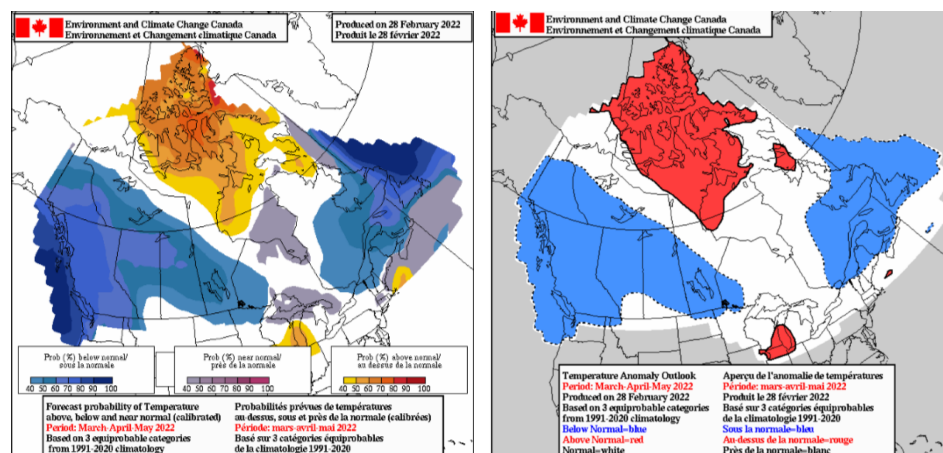 Environment and Climate Change Canada
Environnement et Changement climatique Canada
Produced on 28 February 2022
Produit le 28 février 2022
Prob (%) below normal/
sous la normale
40 50 60 70 80 90 100
Prob (%) near normal/
près de la normale
40 50 60 70 80 90 100
Prob (%) above normal/
au dessus de la normale
40 50 60 70 80 90 100
Forecast probability of Temperature
above, below and near normal (calibrated)
Period: March-April-May 2022
Based on 3 equiprobable categories
from 1991-2020 climatology
Probabilités prévues de températures
au-dessus, sous et près de la normale (calibrées)
Période: mars-avril-mai 2022
Basé sur 3 catégories équiprobables
de la climatologie 1991-2020
Environment and Climate Change Canada
Environnement et Changement climatique Canada
Temperature Anomaly Outlook
Period: March-April-May 2022
Produced on 28 February 2022
Based on 3 equiprobable categories
from 1991-2020 climatology
Below Normal=blue
Above Normal=red
Normal=white
Aperçu de l'anomalie de températures
Période: mars-avril-mai 2022
Produit le 28 février 2022
Basé sur 3 catégories équiprobables
de la climatologie 1991-2020
Sous la normale=bleu
Au-dessus de la normale=rouge
Près de la normale=blanc